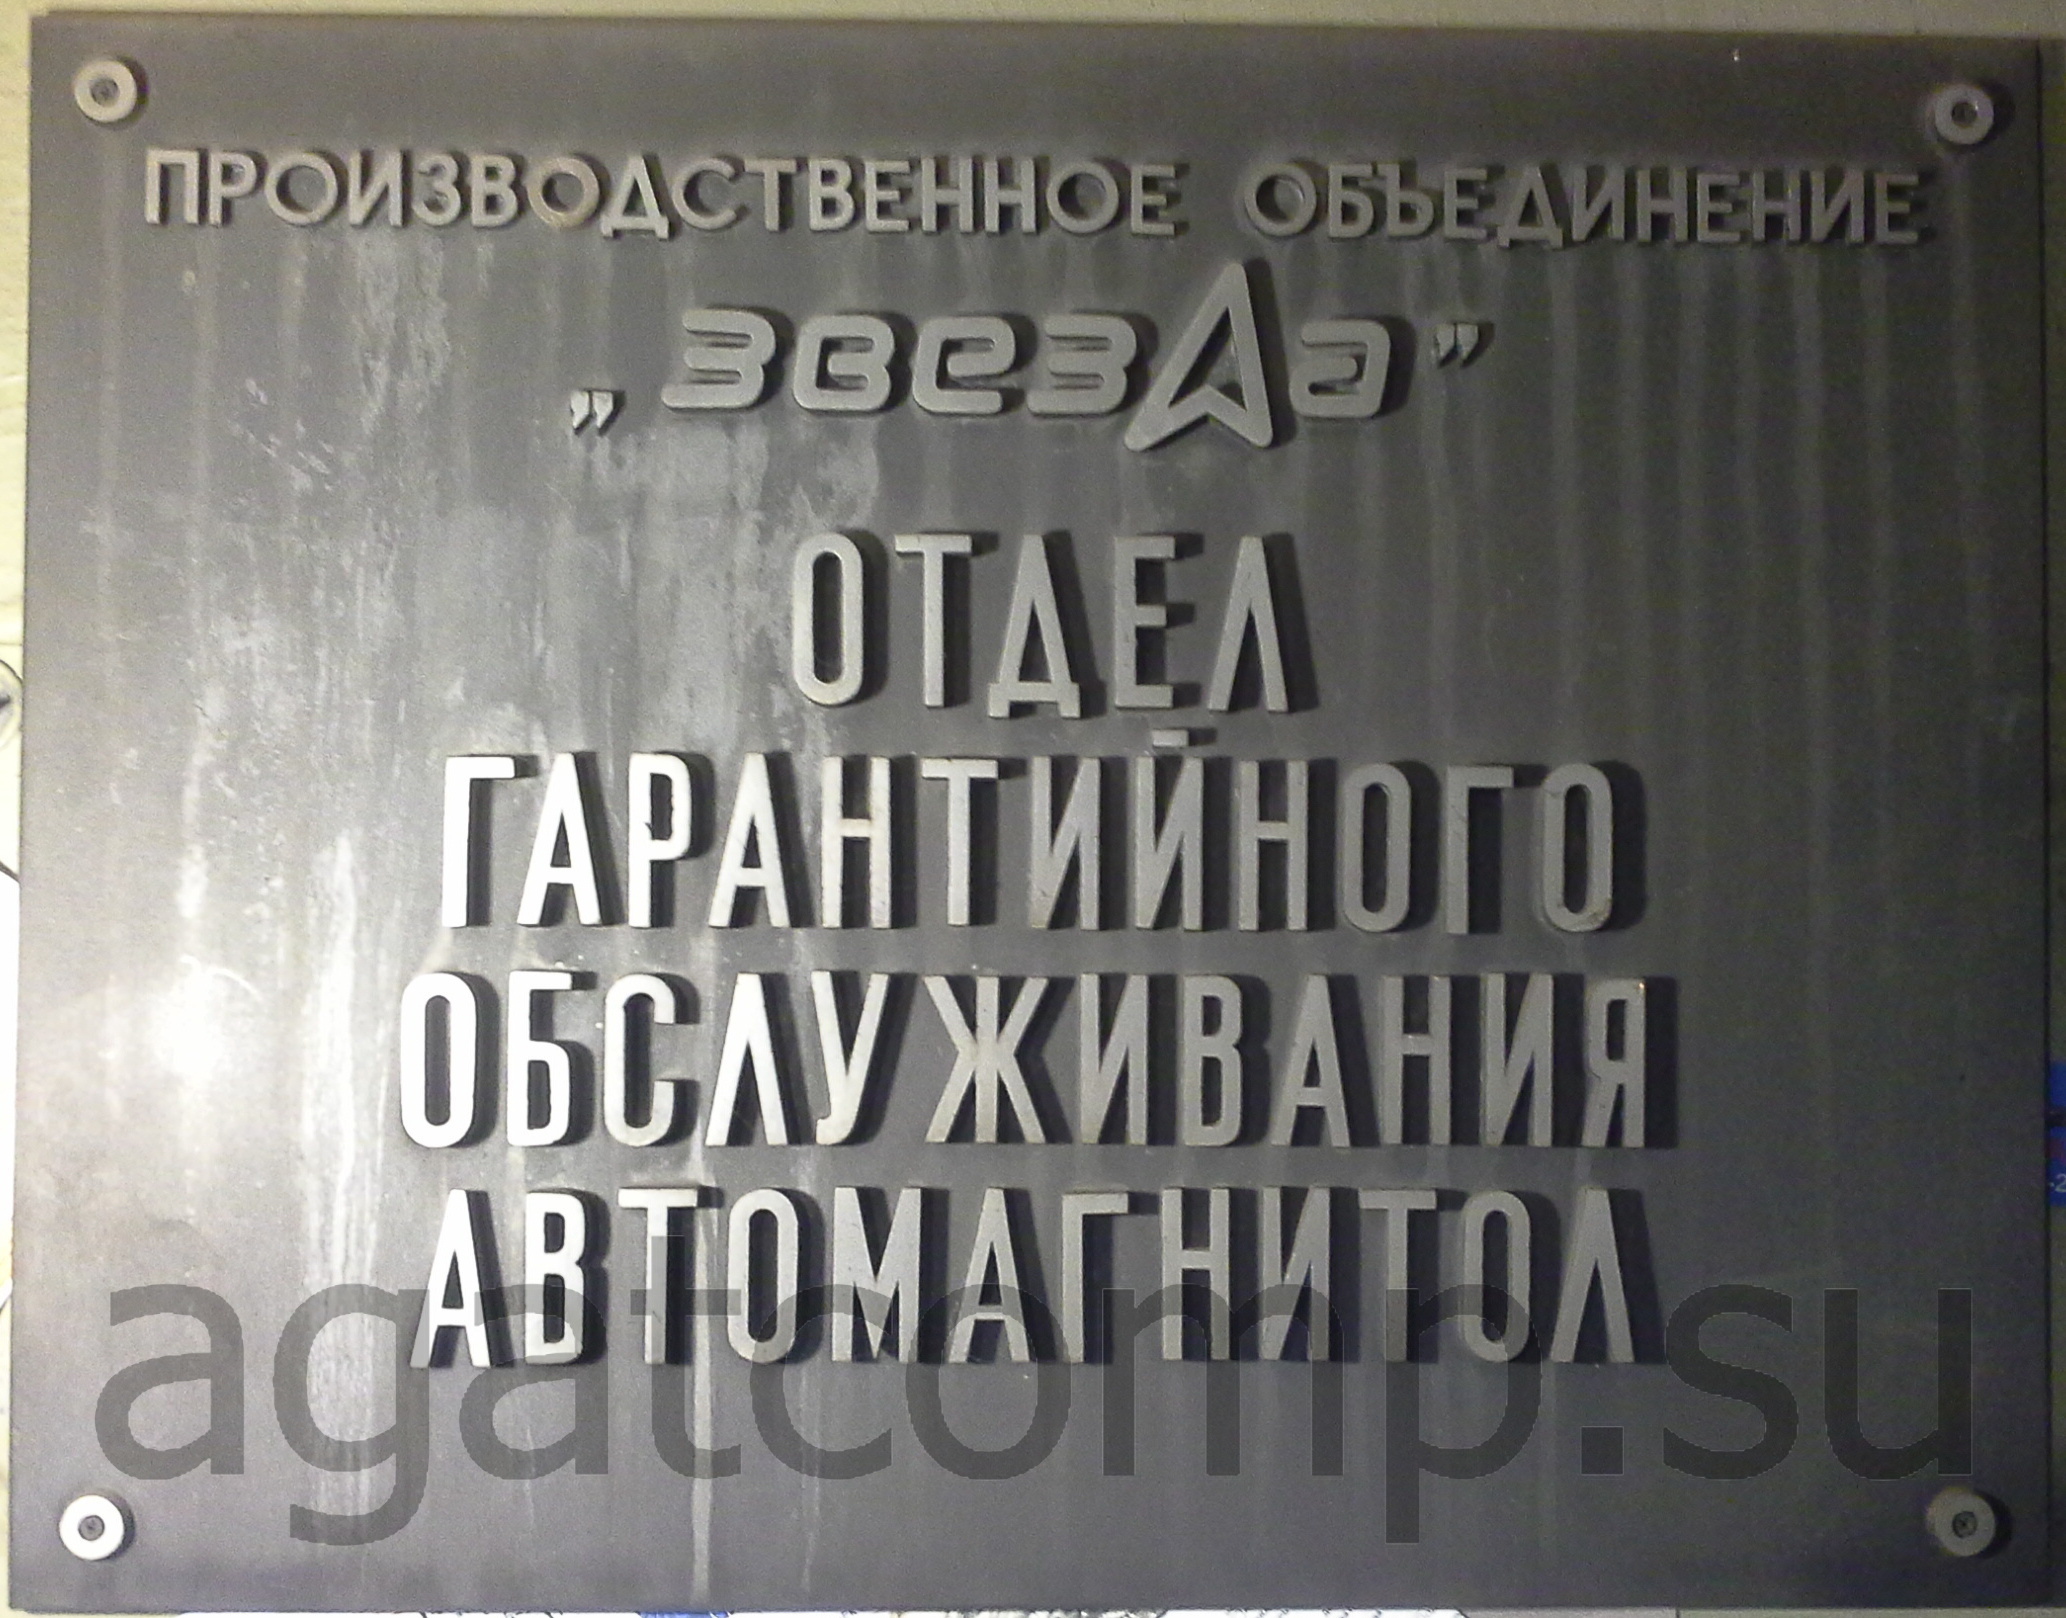 ПРОИЗВОДСТВЕННОЕ ОБЪЕДИНЕНИЕ
„ЗВЕЗДА”
ОТДЕЛ
ГАРАНТИЙНОГО
ОБСЛУЖИВАНИЯ
АВТОМАГНИТОЛ
agatcomp.su